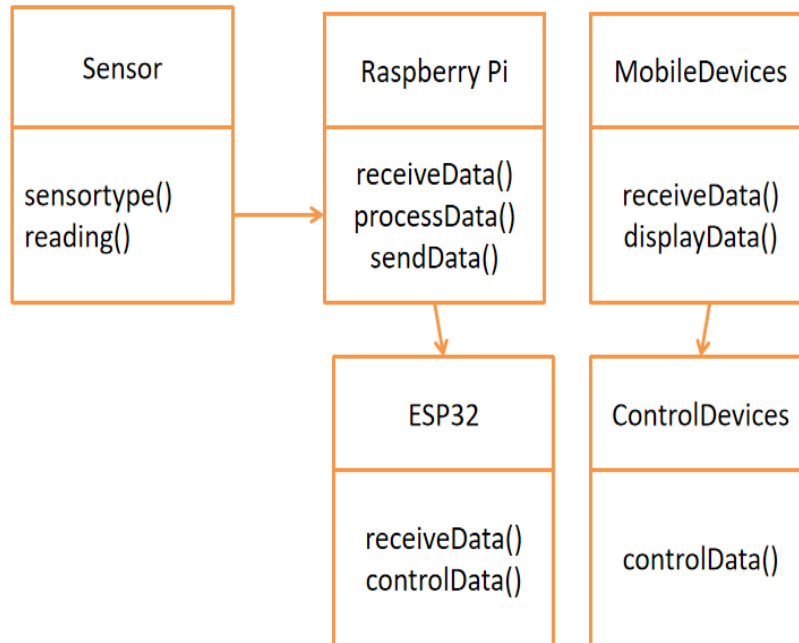 Sensor
sensortype()
reading()
Raspberry Pi
receiveData()
processData()
sendData()
MobileDevices
receiveData()
displayData()
ESP32
receiveData()
controlData()
ControlDevices
controlData()